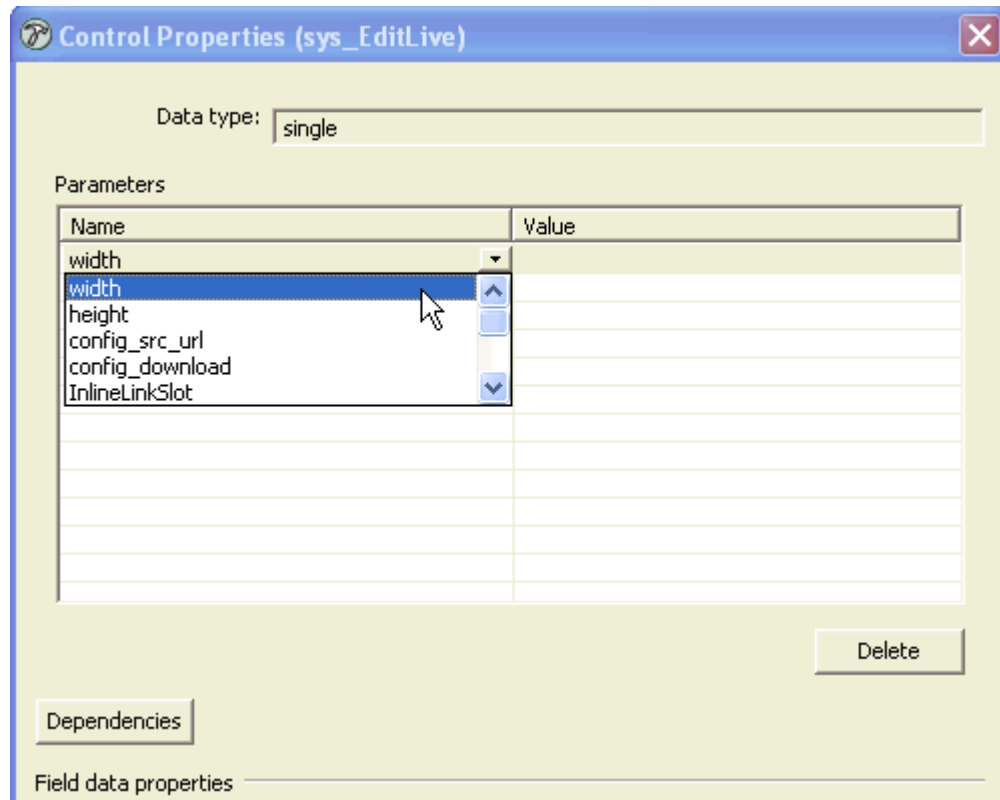 Control Properties (sys_EditLive)
Data type: single
Parameters
Name Value
width
width
height
config_src_url
config_download
InlineLinkSlot
Delete
Dependencies
Field data properties